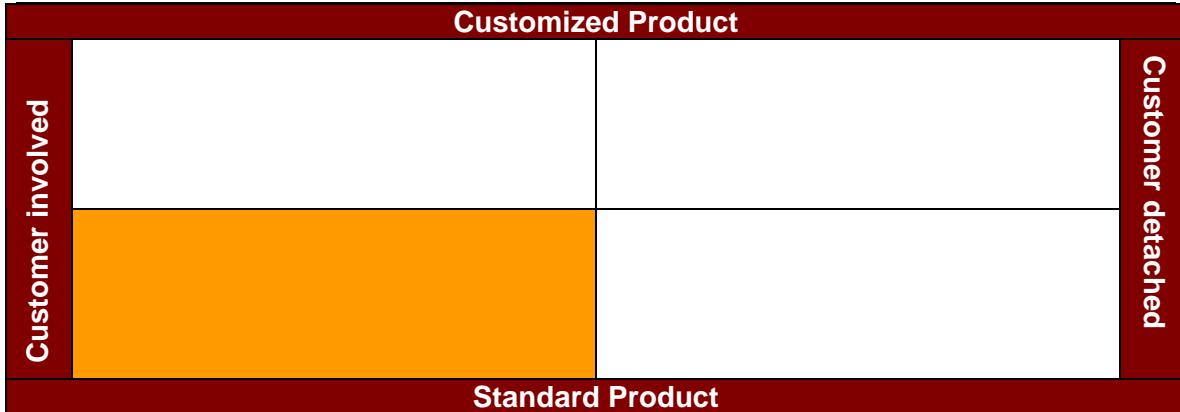 Customized Product
Customer involved
Customer detached
Standard Product